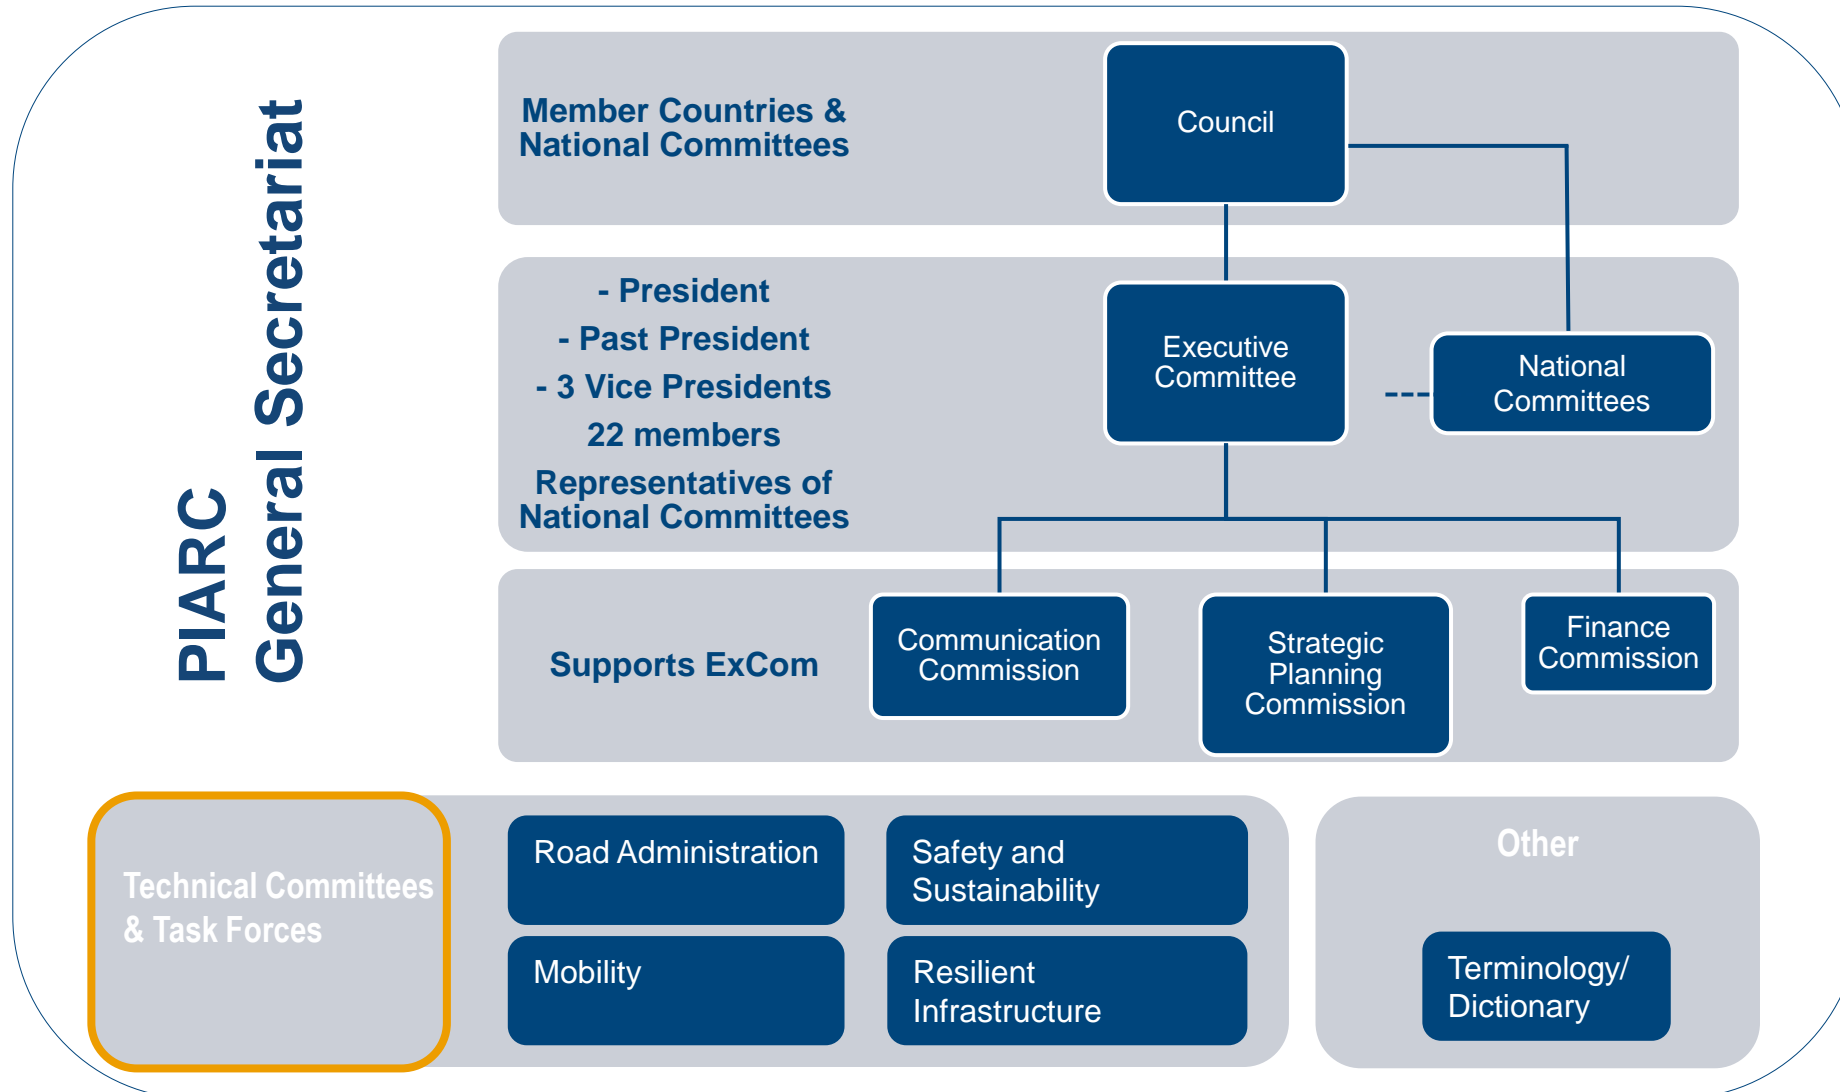 PIARC
General Secretariat
Member Countries &
National Committees
Council
- President
- Past President
- 3 Vice Presidents
22 members
Representatives of
National Committees
Executive
Committee
National
Committees
Supports ExCom
Communication
Commission
Strategic
Planning
Commission
Finance
Commission
Technical Committees
& Task Forces
Road Administration
Safety and
Sustainability
Mobility
Resilient
Infrastructure
Other
Terminology/
Dictionary